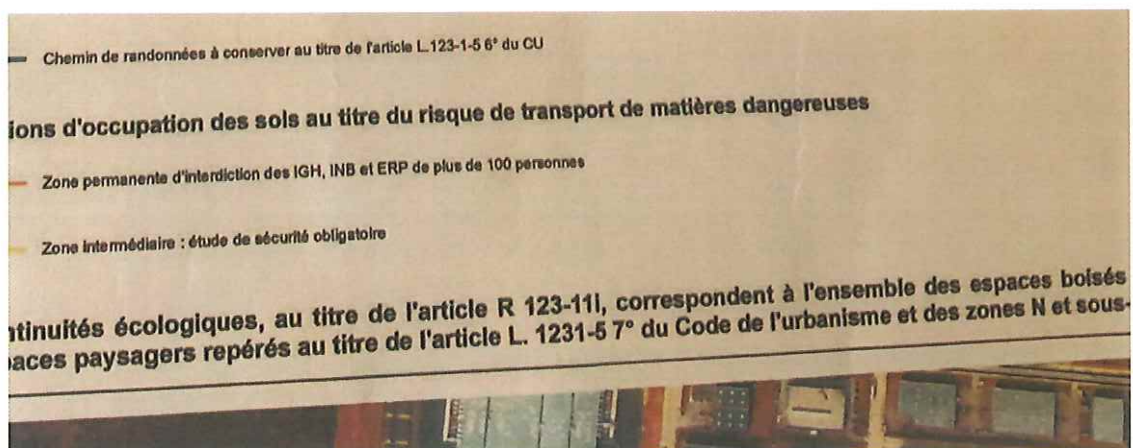 Chemin de randonnées à conserver au titre de l'article L.123-1-5 6° du CU
ions d'occupation des sols au titre du risque de transport de matières dangereuses
Zone permanente d'interdiction des IGH, INB et ERP de plus de 100 personnes
Zone intermédiaire : étude de sécurité obligatoire
ntinuités écologiques, au titre de l'article R 123-11i, correspondent à l'ensemble des espaces boisés
paces paysagers repérés au titre de l'article L. 1231-5 7° du Code de l'urbanisme et des zones N et sous-